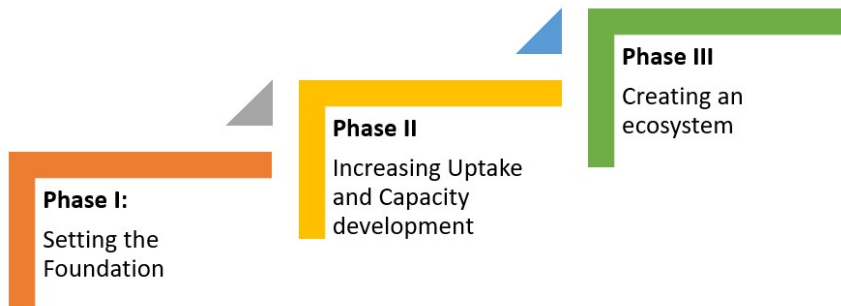 Phase I:
Setting the
Foundation
Phase II
Increasing Uptake
and Capacity
development
Phase III
Creating an
ecosystem